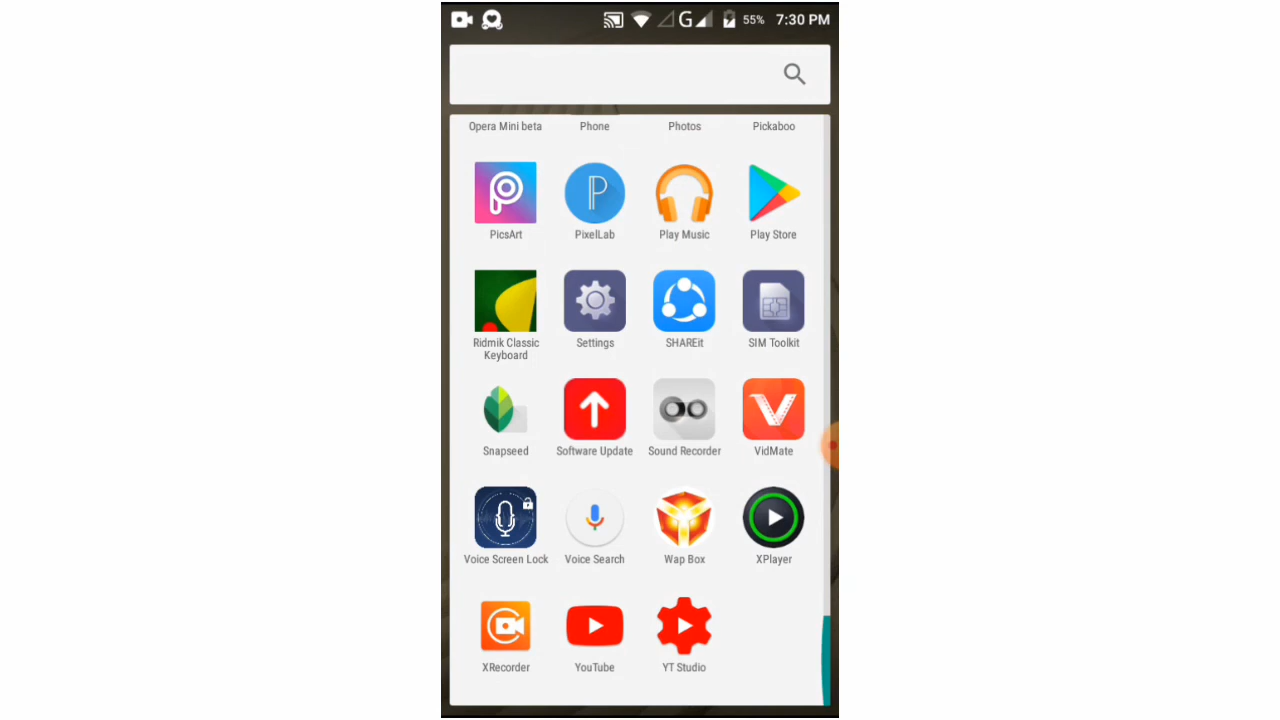 G 55% 7:30 PM
Opera Mini beta Phone Photos Pickaboo
PicsArt PixelLab Play Music Play Store
Ridmik Classic Settings SHAREit SIM Toolkit
Keyboard
Snapseed Software Update Sound Recorder VidMate
Voice Screen Lock Voice Search Wap Box XPlayer
XRecorder YouTube YT Studio